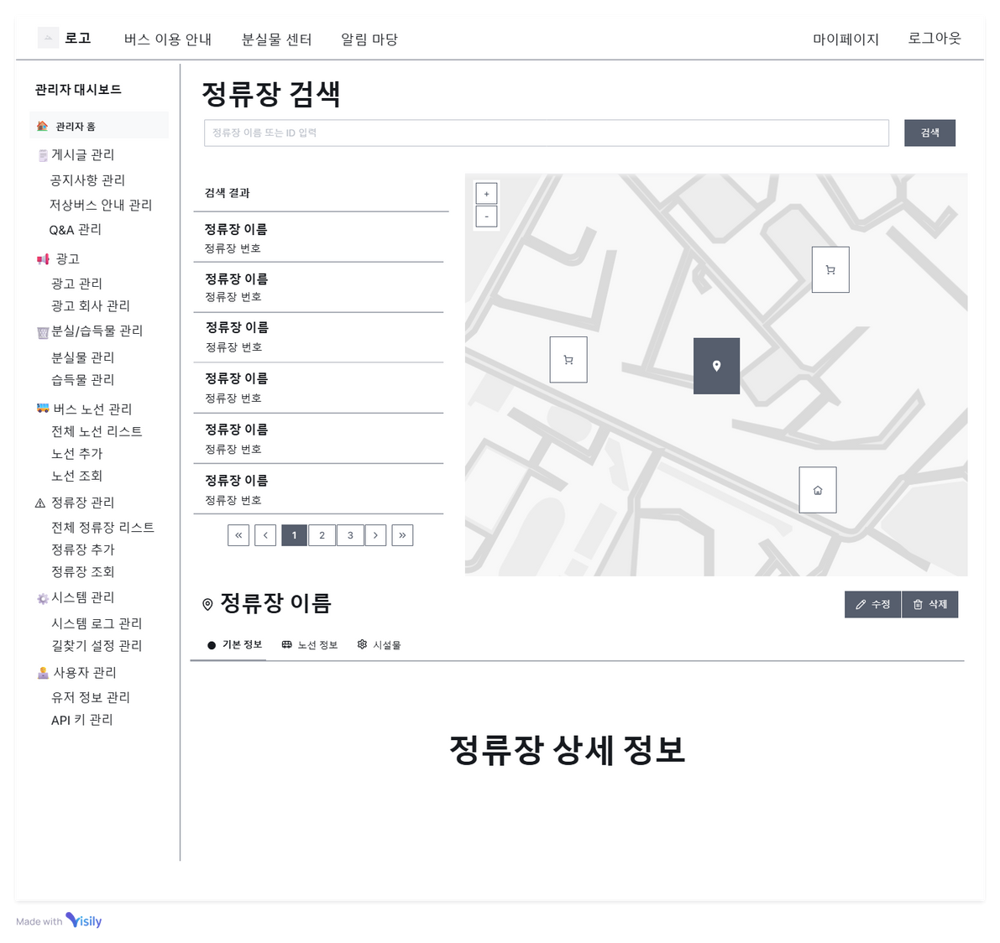 로고
버스 이용 안내
분실물 센터
알림 마당
마이페이지
로그아웃
관리자 대시보드
관리자 홈
게시글 관리
공지사항 관리
저상버스 안내 관리
Q&A 관리
광고
광고 관리
광고 회사 관리
분실/습득물 관리
분실물 관리
습득물 관리
버스 노선 관리
전체 노선 리스트
노선 추가
노선 조회
정류장 관리
전체 정류장 리스트
정류장 추가
정류장 조회
시스템 관리
시스템 로그 관리
길찾기 설정 관리
사용자 관리
유저 정보 관리
API 키 관리
정류장 검색
정류장 이름 또는 ID 입력
검색
검색 결과
정류장 이름
정류장 번호
정류장 이름
정류장 번호
정류장 이름
정류장 번호
정류장 이름
정류장 번호
정류장 이름
정류장 번호
정류장 이름
정류장 번호
« ‹ 1 2 3 › »
+
-
정류장 이름
수정
삭제
기본 정보
노선 정보
시설물
정류장 상세 정보
Made with Visily